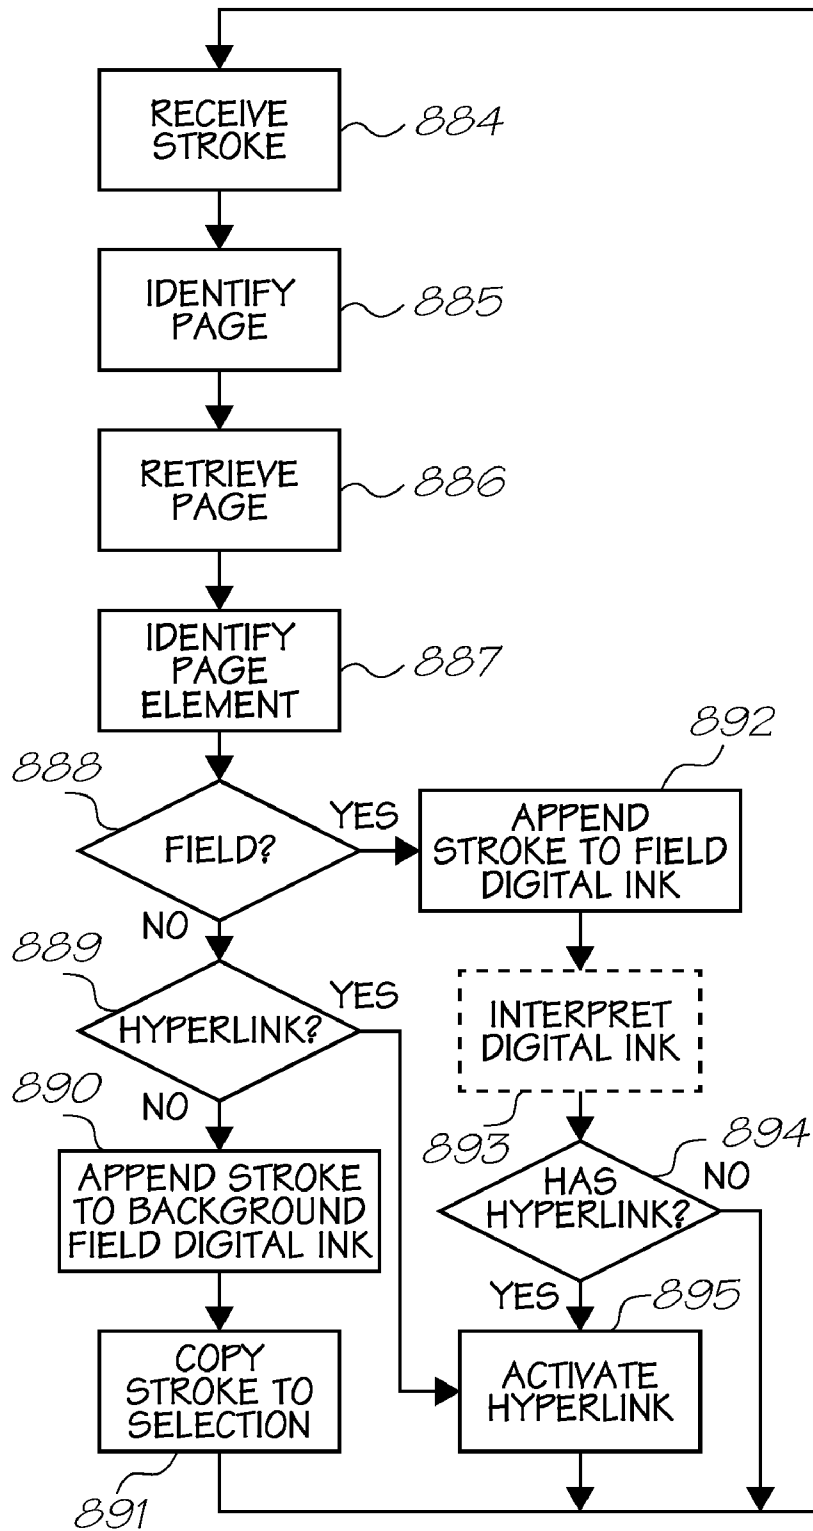 RECEIVE
STROKE
884
IDENTIFY
PAGE
885
RETRIEVE
PAGE
886
IDENTIFY
PAGE
ELEMENT
887
888
FIELD?
YES
NO
892
APPEND
STROKE TO FIELD
DIGITAL INK
889
HYPERLINK?
YES
NO
INTERPRET
DIGITAL INK
893
890
APPEND STROKE
TO BACKGROUND
FIELD DIGITAL INK
894
HAS
HYPERLINK?
NO
YES
895
COPY
STROKE TO
SELECTION
891
ACTIVATE
HYPERLINK